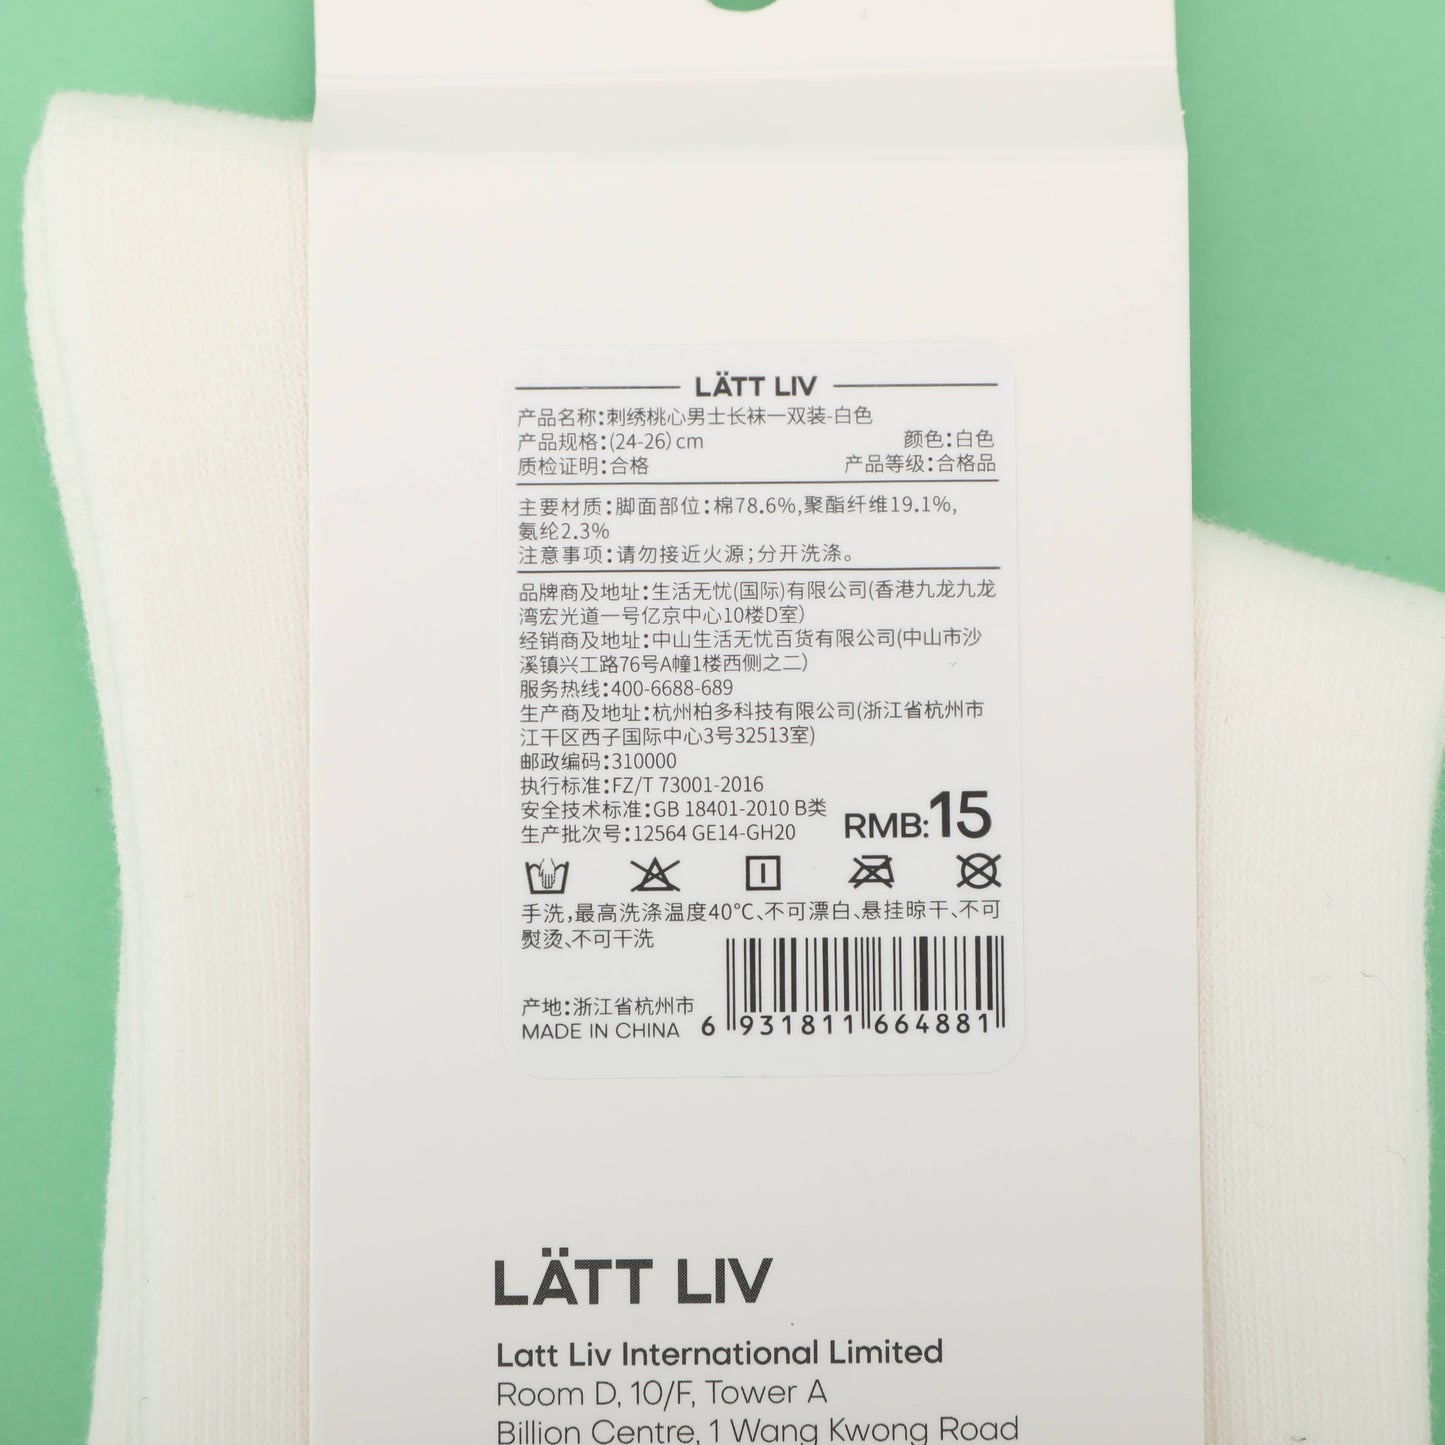 LÄTT LIV
产品名称:刺绣桃心男士长袜一双装-白色
产品规格:(24-26)cm 颜色:白色
质检证明:合格 产品等级:合格品
主要材质:脚面部位:棉78.6%,聚酯纤维19.1%,
氨纶2.3%
注意事项:请勿接近火源;分开洗涤。
品牌商及地址:生活无忧(国际)有限公司(香港九龙九龙
湾宏光道一号亿京中心10楼D室)
经销商及地址:中山生活无忧百货有限公司(中山市沙
溪镇兴工路76号A幢1楼西侧之二)
服务热线:400-6688-689
生产商及地址:杭州柏多科技有限公司(浙江省杭州市
江干区西子国际中心3号32513室)
邮政编码:310000
执行标准:FZ/T 73001-2016
安全技术标准:GB 18401-2010 B类
生产批次号:12564 GE14-GH20
RMB:15
手洗,最高洗涤温度40℃、不可漂白、悬挂晾干、不可
熨烫、不可干洗
产地:浙江省杭州市
MADE IN CHINA
6 931811 664881
LÄTT LIV
Latt Liv International Limited
Room D, 10/F, Tower A
Billion Centre, 1 Wang Kwong Road